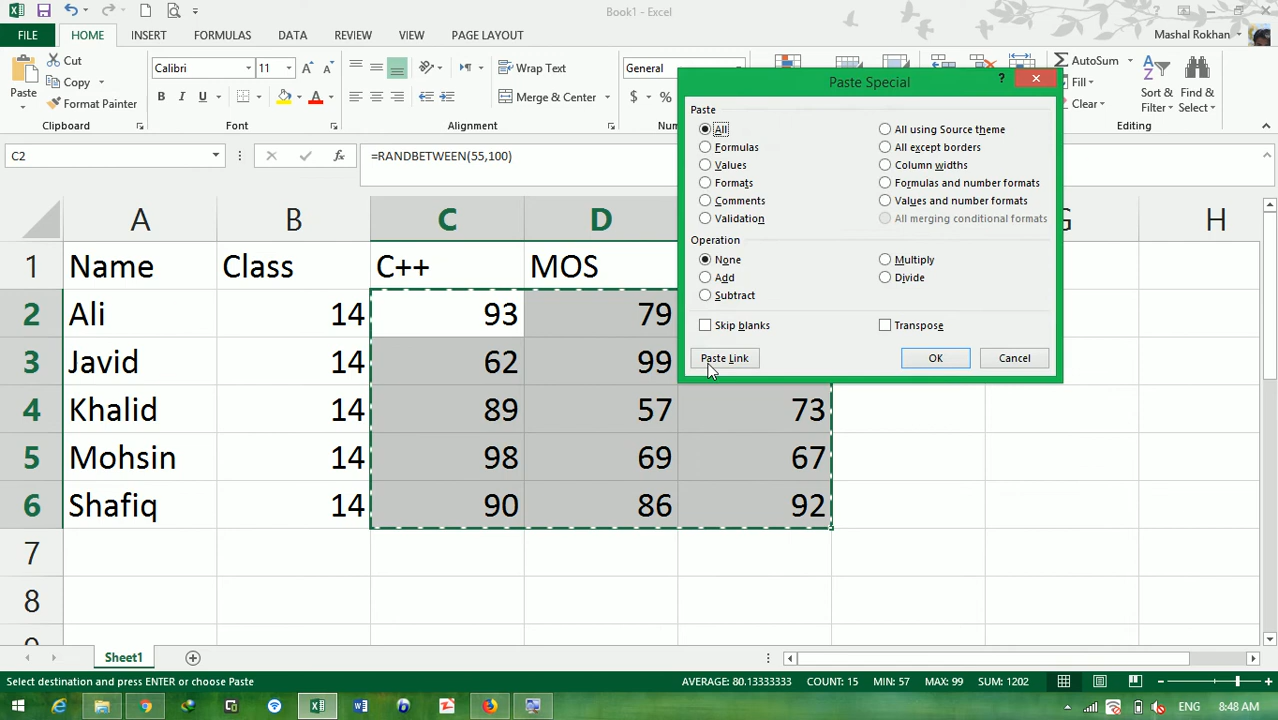 Book1 - Excel
FILE HOME INSERT FORMULAS DATA REVIEW VIEW PAGE LAYOUT Mashal Rokhan
Cut
Copy
Format Painter
Paste
Clipboard
Calibri 11
B I U A
Font
Wrap Text
Merge & Center
General
$ %
AutoSum
Fill
Clear
Sort & Filter
Find & Select
Editing
C2 fx =RANDBETWEEN(55,100)
Paste Special
?
Paste
All
Formulas
Values
Formats
Comments
Validation
All using Source theme
All except borders
Column widths
Formulas and number formats
Values and number formats
All merging conditional formats
Operation
None
Add
Subtract
Multiply
Divide
Skip blanks
Transpose
Paste Link OK Cancel
A B C D H
1 Name Class C++ MOS
2 Ali 14 93 79
3 Javid 14 62 99
4 Khalid 14 89 57 73
5 Mohsin 14 98 69 67
6 Shafiq 14 90 86 92
7
8
Sheet1
Select destination and press ENTER or choose Paste AVERAGE: 80.13333333 COUNT: 15 MIN: 57 MAX: 99 SUM: 1202
ENG 8:48 AM